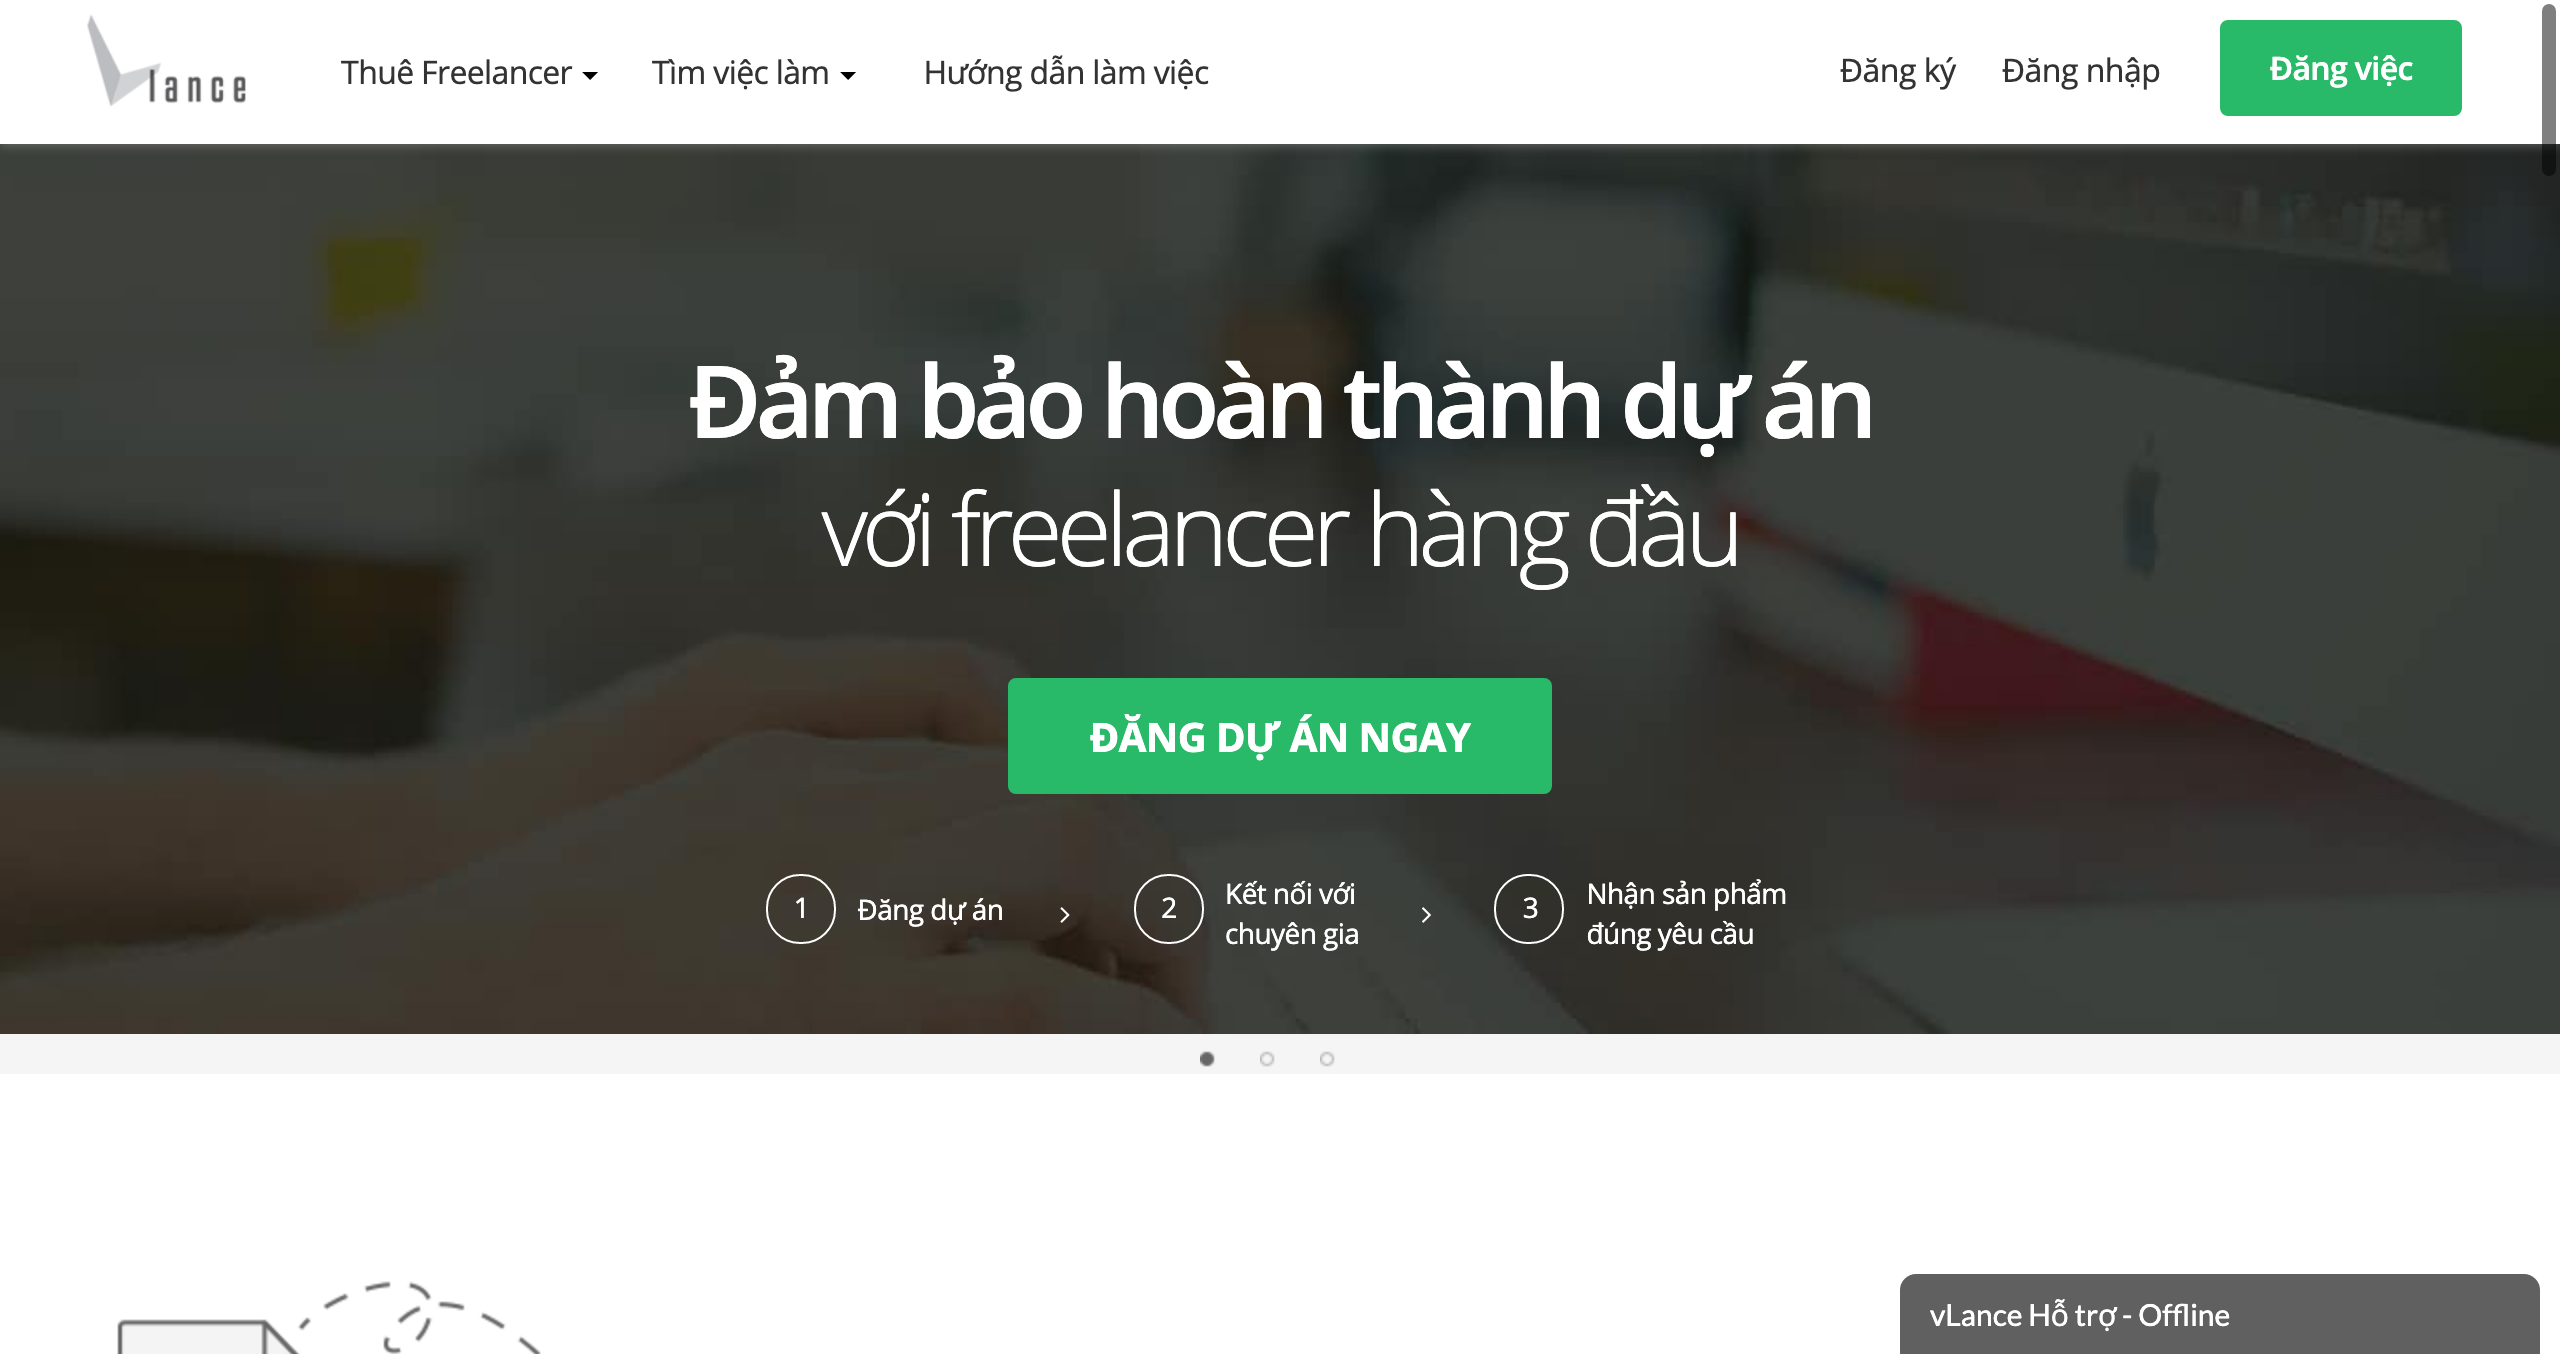 lance
Thuê Freelancer
Tìm việc làm
Hướng dẫn làm việc
Đăng ký
Đăng nhập
Đăng việc
Đảm bảo hoàn thành dự án
với freelancer hàng đầu
ĐĂNG DỰ ÁN NGAY
1
Đăng dự án
2
Kết nối với
chuyên gia
3
Nhận sản phẩm
đúng yêu cầu
vLance Hỗ trợ - Offline